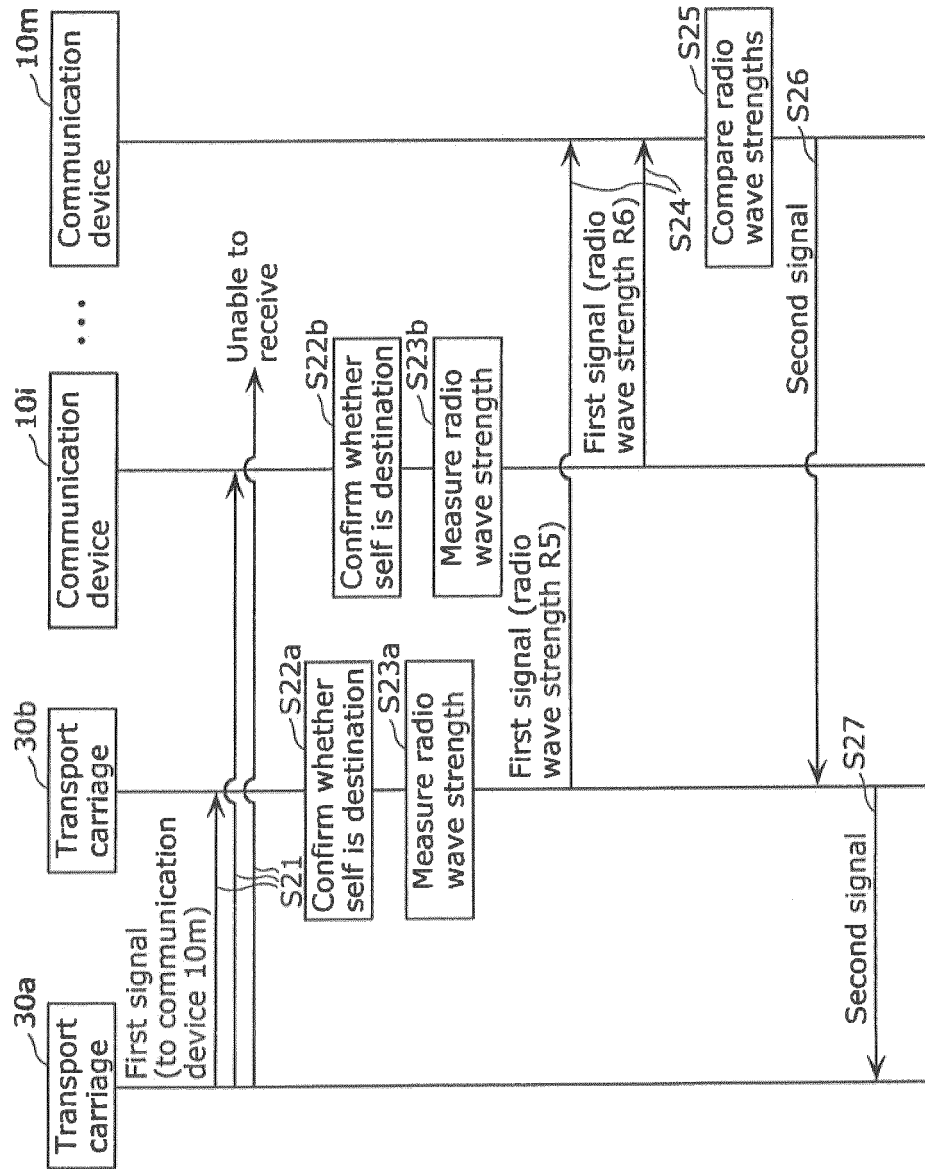 30a
Transport
carriage
30b
Transport
carriage
10i
Communication
device
...
10m
Communication
device
First signal
(to communication
device 10m)
S21
Unable to
receive
S22a
Confirm whether
self is destination
S22b
Confirm whether
self is destination
S23a
Measure radio
wave strength
S23b
Measure radio
wave strength
First signal (radio
wave strength R5)
First signal (radio
wave strength R6)
S24
S25
Compare radio
wave strengths
Second signal
S26
Second signal
S27